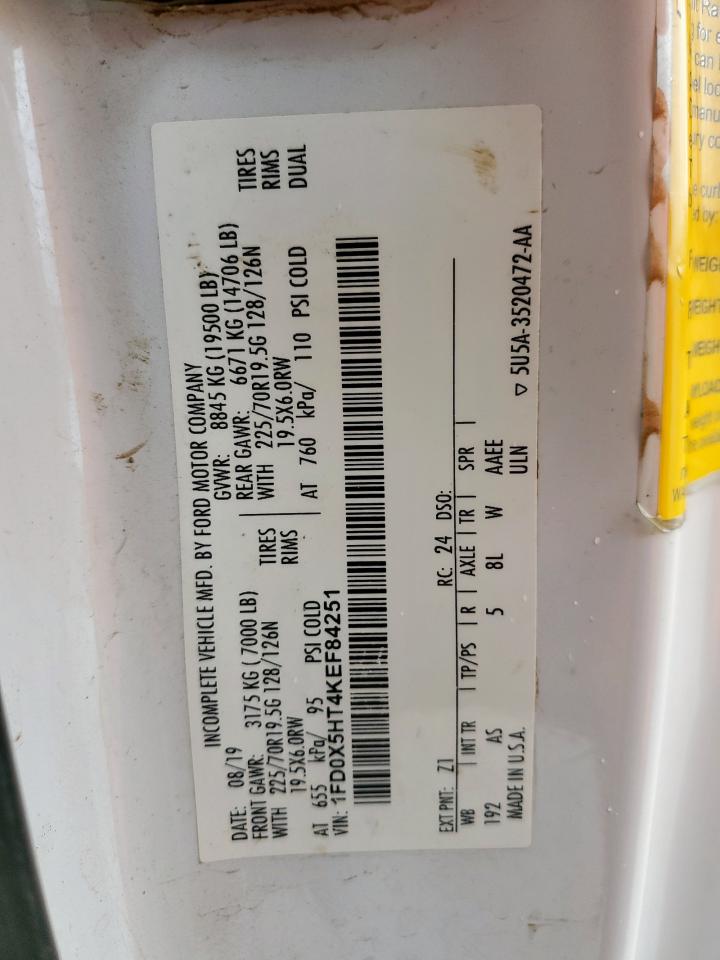 INCOMPLETE VEHICLE MFD. BY FORD MOTOR COMPANY
DATE: 08/19 GVWR: 8845 KG (19500 LB)
FRONT GAWR: 3175 KG ( 7000 LB) REAR GAWR: 6671 KG (14706 LB)
WITH 225/70R19.5G 128/126N TIRES WITH 225/70R19.5G 128/126N TIRES
19.5X6.0RW RIMS 19.5X6.0RW RIMS
AT 655 kPa/ 95 PSI COLD AT 760 kPa/ 110 PSI COLD DUAL
VIN: 1FD0X5HT4KEF84251
EXT PNT: Z1 RC: 24 DSO:
WB | INT TR | TP/PS | R | AXLE | TR | SPR |
192 AS 5 8L W AAEE
MADE IN U.S.A. ULN ▽ 5U5A-3520472-AA
for
can
ed by: